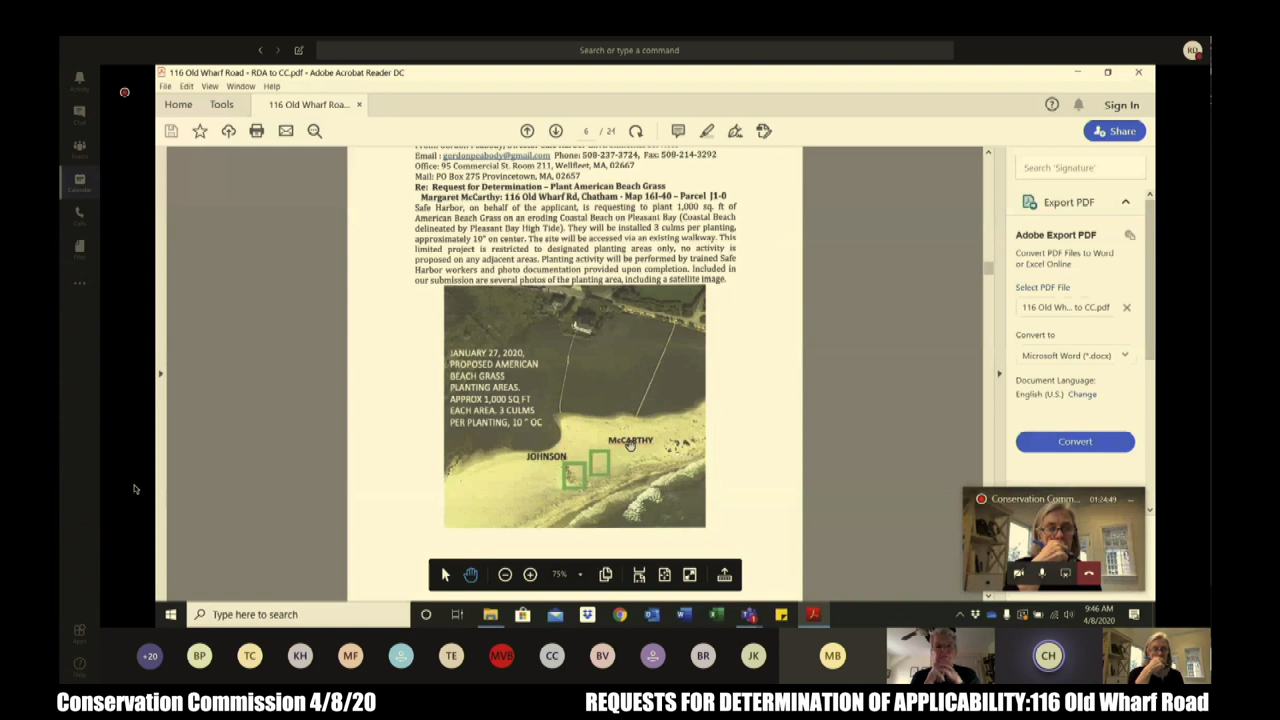 Search or type a command
RD
116 Old Wharf Road - RDA to CC.pdf - Adobe Acrobat Reader DC
File Edit View Window Help
Home Tools 116 Old Wharf Roa... × Sign In
6 / 24
Share
Activity
Chat
Teams
Calendar
Calls
Files
Apps
Help
Email : gordonpeabody@gmail.com Phone: 508-237-3724, Fax: 508-214-3292
Office: 95 Commercial St. Room 211, Wellfleet, MA, 02667
Mail: PO Box 275 Provincetown, MA, 02657
Re: Request for Determination – Plant American Beach Grass
Margaret McCarthy: 116 Old Wharf Rd, Chatham - Map 16I-40 – Parcel J1-0
Safe Harbor, on behalf of the applicant, is requesting to plant 1,000 sq. ft of
American Beach Grass on an eroding Coastal Beach on Pleasant Bay (Coastal Beach
delineated by Pleasant Bay High Tide). They will be installed 3 culms per planting,
approximately 10" on center. The site will be accessed via an existing walkway. This
limited project is restricted to designated planting areas only, no activity is
proposed on any adjacent areas. Planting activity will be performed by trained Safe
Harbor workers and photo documentation provided upon completion. Included in
our submission are several photos of the planting area, including a satellite image.
JANUARY 27, 2020,
PROPOSED AMERICAN
BEACH GRASS
PLANTING AREAS.
APPROX 1,000 SQ FT
EACH AREA. 3 CULMS
PER PLANTING, 10 " OC
McCARTHY
JOHNSON
75%
Search 'Signature'
Export PDF
Adobe Export PDF
Convert PDF Files to Word
or Excel Online
Select PDF File
116 Old Wh... to CC.pdf ×
Convert to
Microsoft Word (*.docx)
Document Language:
English (U.S.) Change
Convert
Conservation Comm... 01:24:49
Type here to search
9:46 AM
4/8/2020
+20 BP TC KH MF TE MVB CC BV BR JK MB CH
Conservation Commission 4/8/20
REQUESTS FOR DETERMINATION OF APPLICABILITY:116 Old Wharf Road